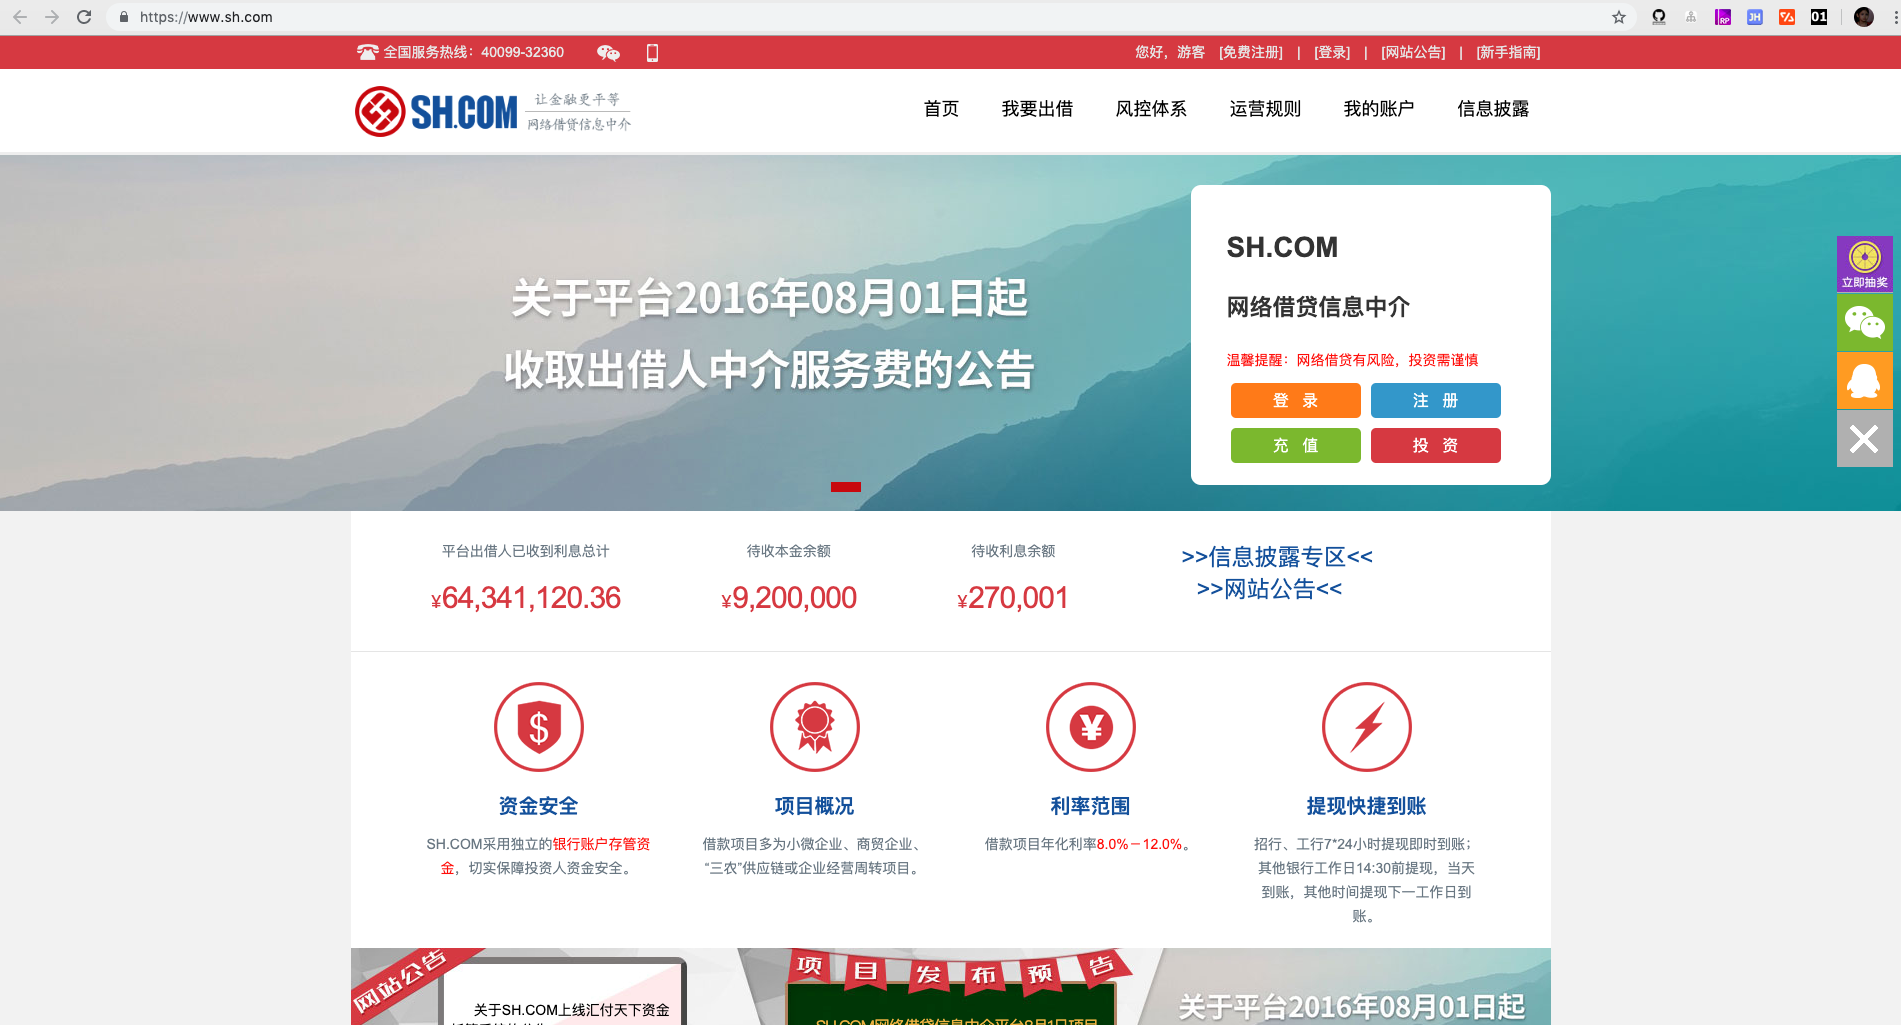 https://www.sh.com
RP
JH
01
全国服务热线：40099-32360
您好，游客 [免费注册] | [登录] | [网站公告] | [新手指南]
SH.COM
让金融更平等
网络借贷信息中介
首页 我要出借 风控体系 运营规则 我的账户 信息披露
关于平台2016年08月01日起
收取出借人中介服务费的公告
SH.COM
网络借贷信息中介
温馨提醒：网络借贷有风险，投资需谨慎
登 录 注 册
充 值 投 资
立即抽奖
平台出借人已收到利息总计 待收本金余额 待收利息余额
¥64,341,120.36 ¥9,200,000 ¥270,001
>>信息披露专区<<
>>网站公告<<
资金安全
SH.COM采用独立的银行账户存管资
金，切实保障投资人资金安全。
项目概况
借款项目多为小微企业、商贸企业、
“三农”供应链或企业经营周转项目。
利率范围
借款项目年化利率8.0%－12.0%。
提现快捷到账
招行、工行7*24小时提现即时到账；
其他银行工作日14:30前提现，当天
到账，其他时间提现下一工作日到
账。
网站公告
关于SH.COM上线汇付天下资金
项目发布预告
SH.COM网络借贷信息中介平台8月1日项目
关于平台2016年08月01日起